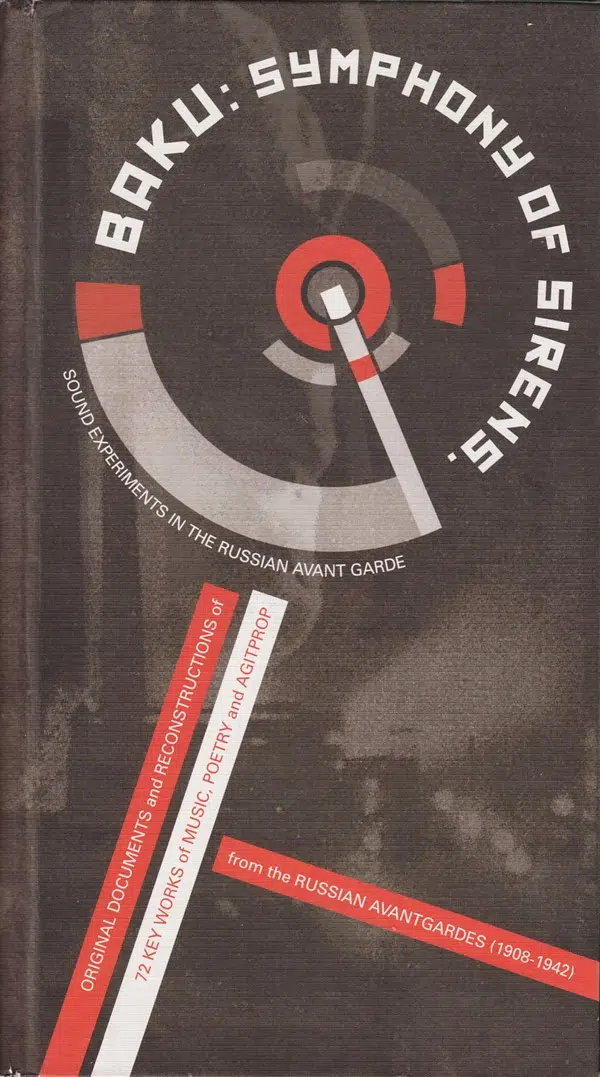 BAKU: SYMPHONY OF SIRENS.
SOUND EXPERIMENTS IN THE RUSSIAN AVANT GARDE
ORIGINAL DOCUMENTS and RECONSTRUCTIONS of
72 KEY WORKS of MUSIC, POETRY and AGITPROP
from the RUSSIAN AVANTGARDES (1908-1942)